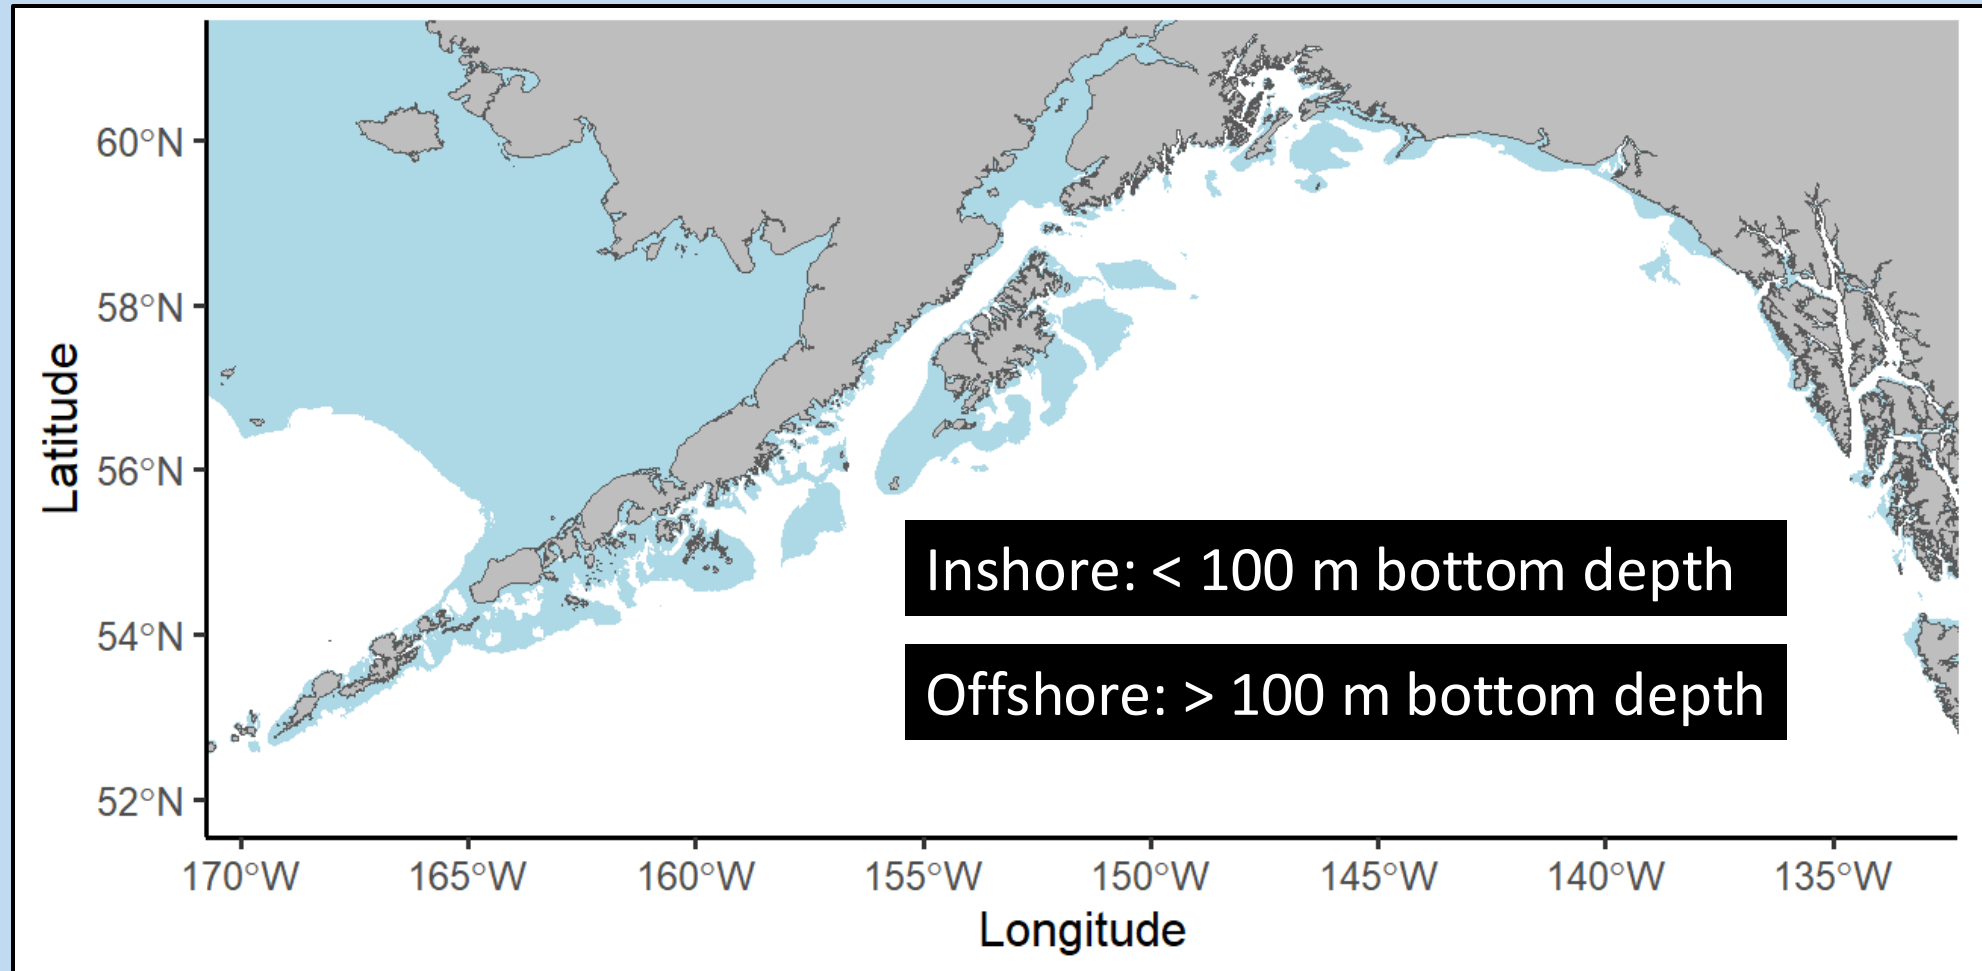 Latitude
60°N
58°N
56°N
54°N
52°N
Inshore: < 100 m bottom depth
Offshore: > 100 m bottom depth
170°W 165°W 160°W 155°W 150°W 145°W 140°W 135°W
Longitude